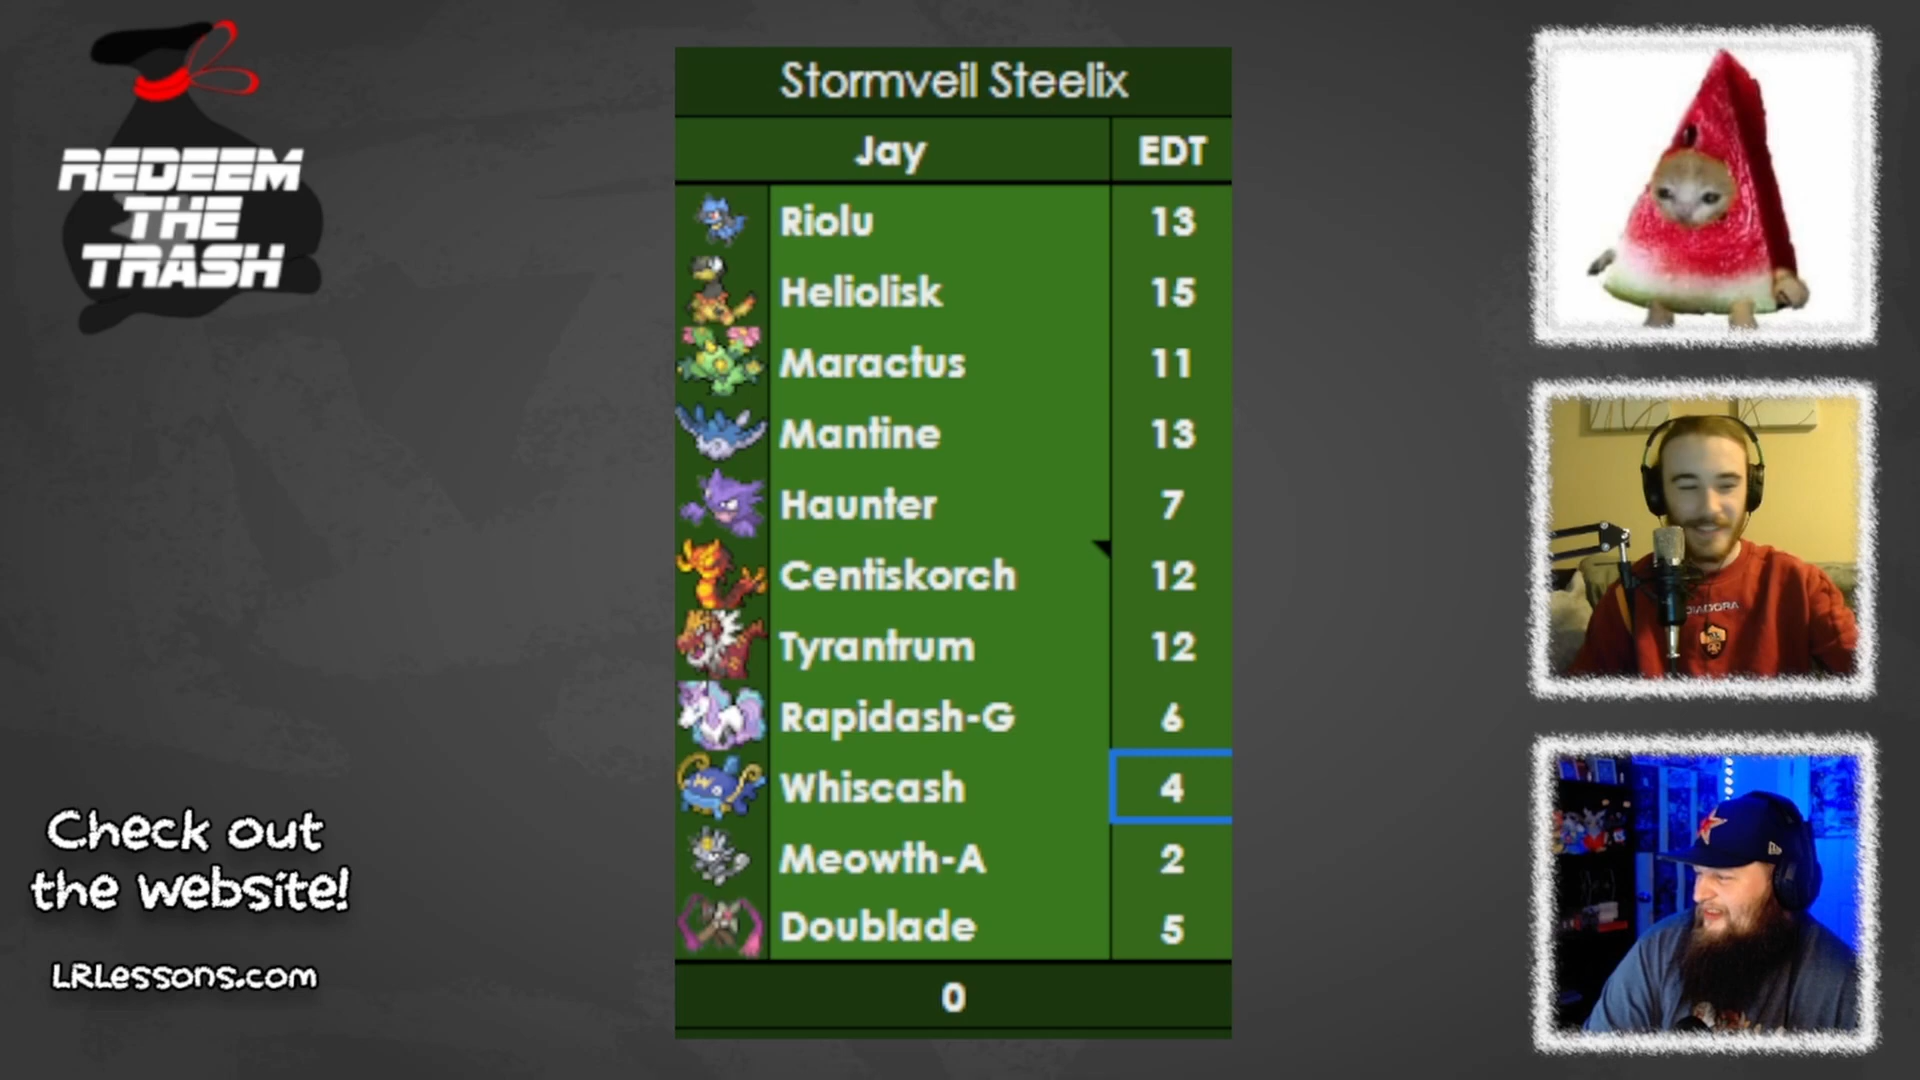 REDEEM
THE
TRASH
Stormveil Steelix
Jay EDT
Riolu 13
Heliolisk 15
Maractus 11
Mantine 13
Haunter 7
Centiskorch 12
Tyrantrum 12
Rapidash-G 6
Whiscash 4
Meowth-A 2
Doublade 5
0
Check out
the website!
LRLessons.com
DIADORA